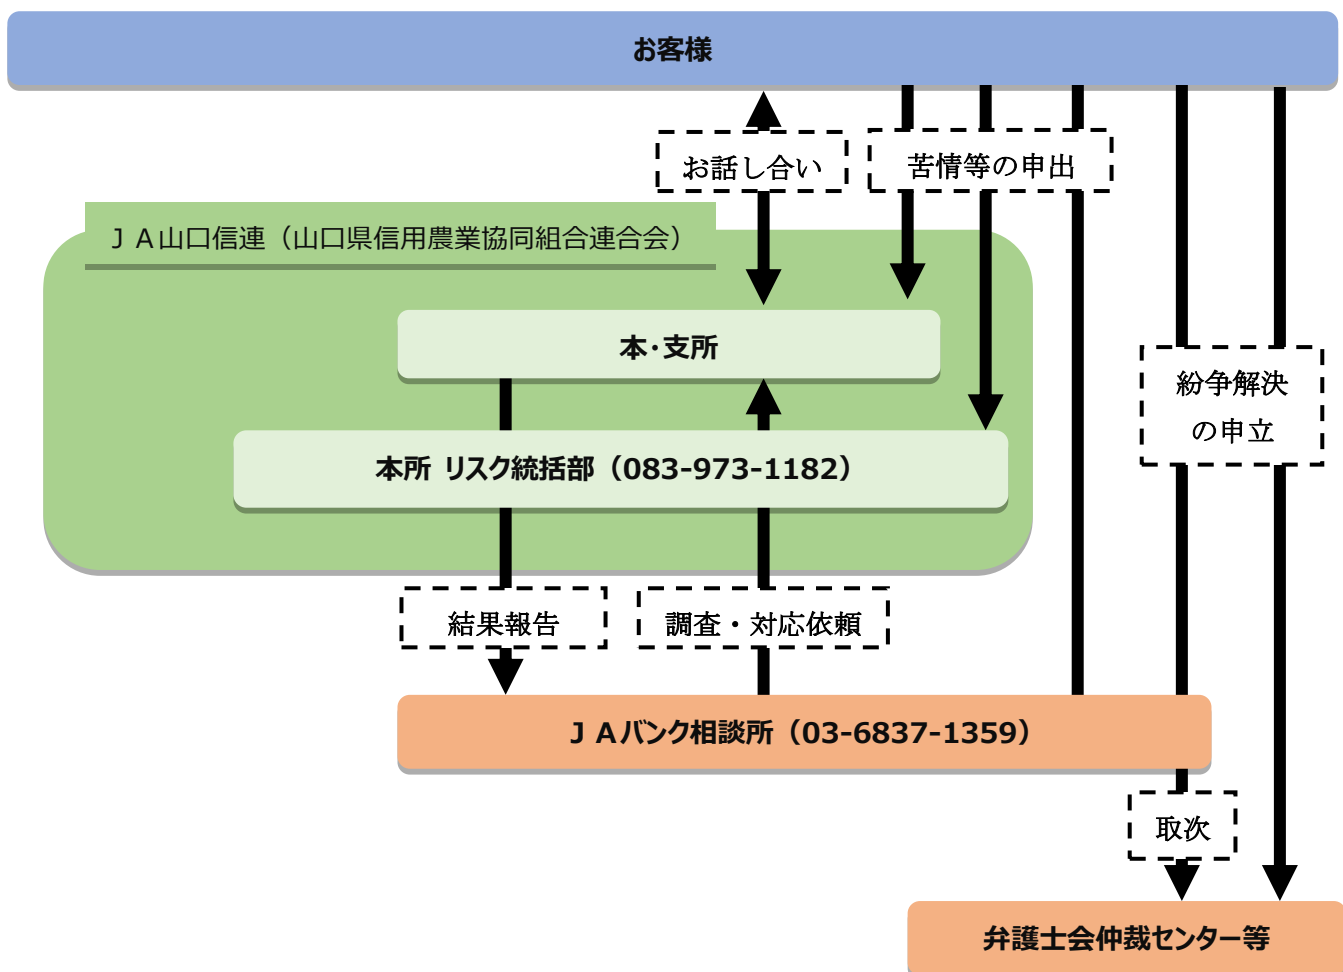 お客様
お話し合い
苦情等の申出
ＪＡ山口信連（山口県信用農業協同組合連合会）
本・支所
紛争解決
の申立
本所 リスク統括部（083-973-1182）
結果報告
調査・対応依頼
ＪＡバンク相談所（03-6837-1359）
取次
弁護士会仲裁センター等